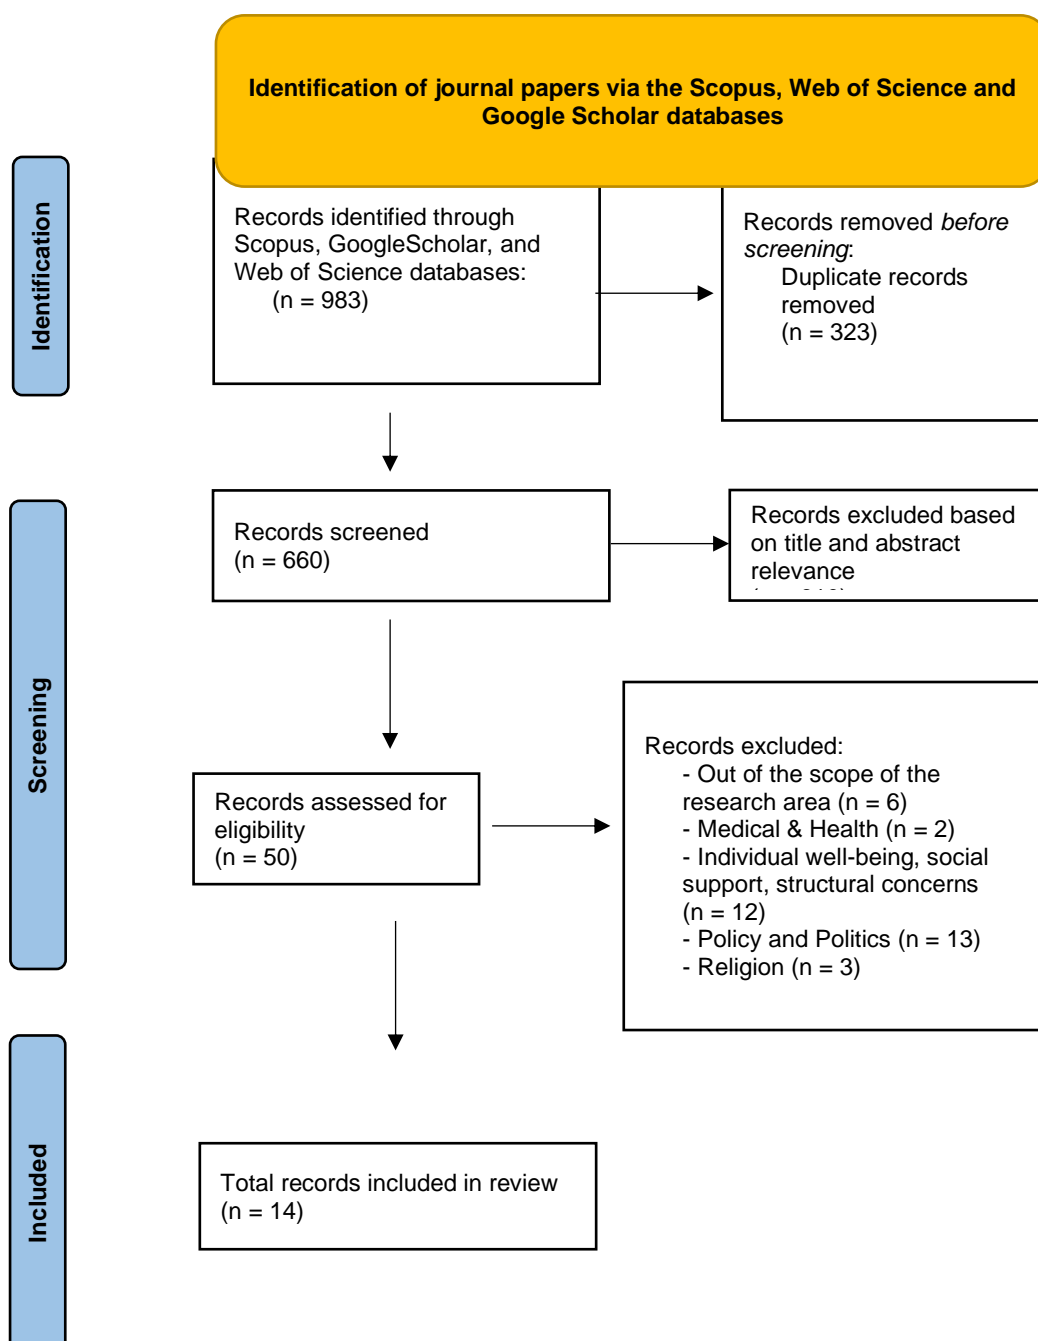 Identification of journal papers via the Scopus, Web of Science and
Google Scholar databases
Identification
Records identified through
Scopus, GoogleScholar, and
Web of Science databases:
(n = 983)
Records removed before
screening:
Duplicate records
removed
(n = 323)
Screening
Records screened
(n = 660)
Records excluded based
on title and abstract
relevance
Records assessed for
eligibility
(n = 50)
Records excluded:
- Out of the scope of the
research area (n = 6)
- Medical & Health (n = 2)
- Individual well-being, social
support, structural concerns
(n = 12)
- Policy and Politics (n = 13)
- Religion (n = 3)
Included
Total records included in review
(n = 14)